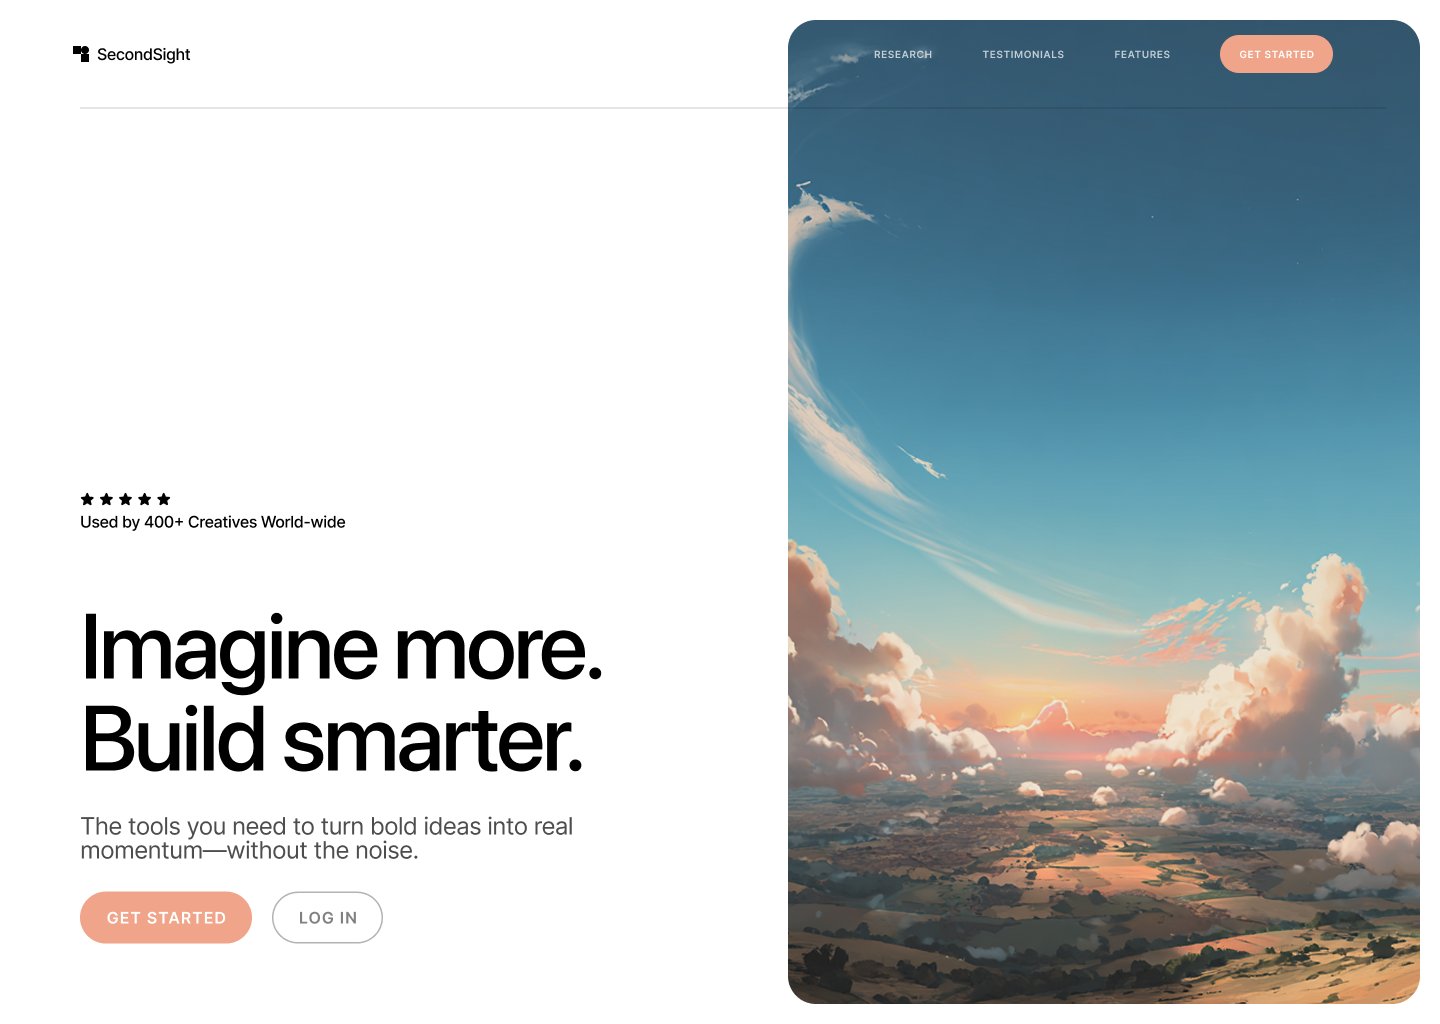 SecondSight
RESEARCH
TESTIMONIALS
FEATURES
GET STARTED
Used by 400+ Creatives World-wide
Imagine more.
Build smarter.
The tools you need to turn bold ideas into real
momentum—without the noise.
GET STARTED
LOG IN